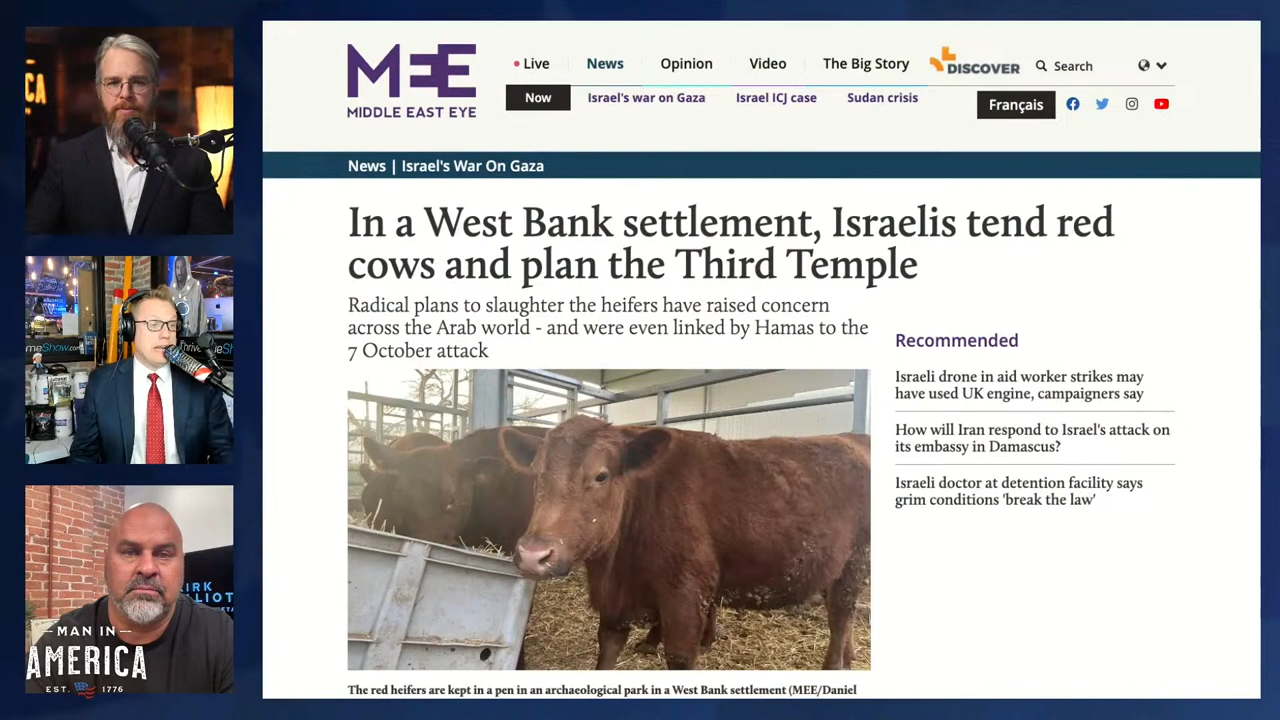 MEE
MIDDLE EAST EYE
Live
News
Opinion
Video
The Big Story
DISCOVER
Search
Now
Israel's war on Gaza
Israel ICJ case
Sudan crisis
Français
News | Israel's War On Gaza
In a West Bank settlement, Israelis tend red
cows and plan the Third Temple
Radical plans to slaughter the heifers have raised concern
across the Arab world - and were even linked by Hamas to the
7 October attack
Recommended
Israeli drone in aid worker strikes may
have used UK engine, campaigners say
How will Iran respond to Israel's attack on
its embassy in Damascus?
Israeli doctor at detention facility says
grim conditions 'break the law'
The red heifers are kept in a pen in an archaeological park in a West Bank settlement (MEE/Daniel
MAN IN
AMERICA
EST. 1776